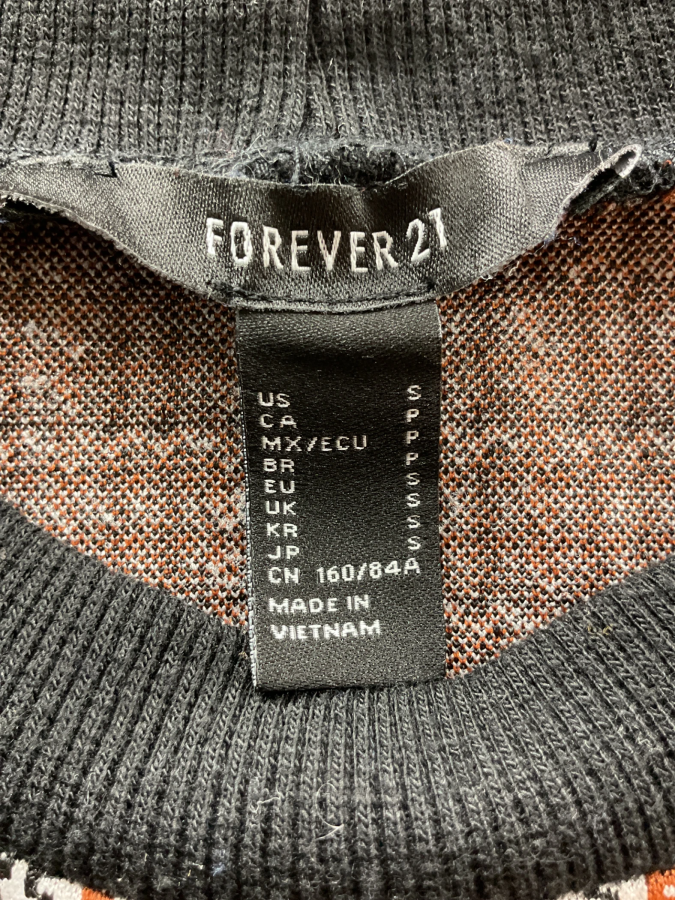 FOREVER 21
US S
CA P
MX/ECU P
BR P
EU S
UK S
KR S
JP S
CN 160/84A
MADE IN
VIETNAM